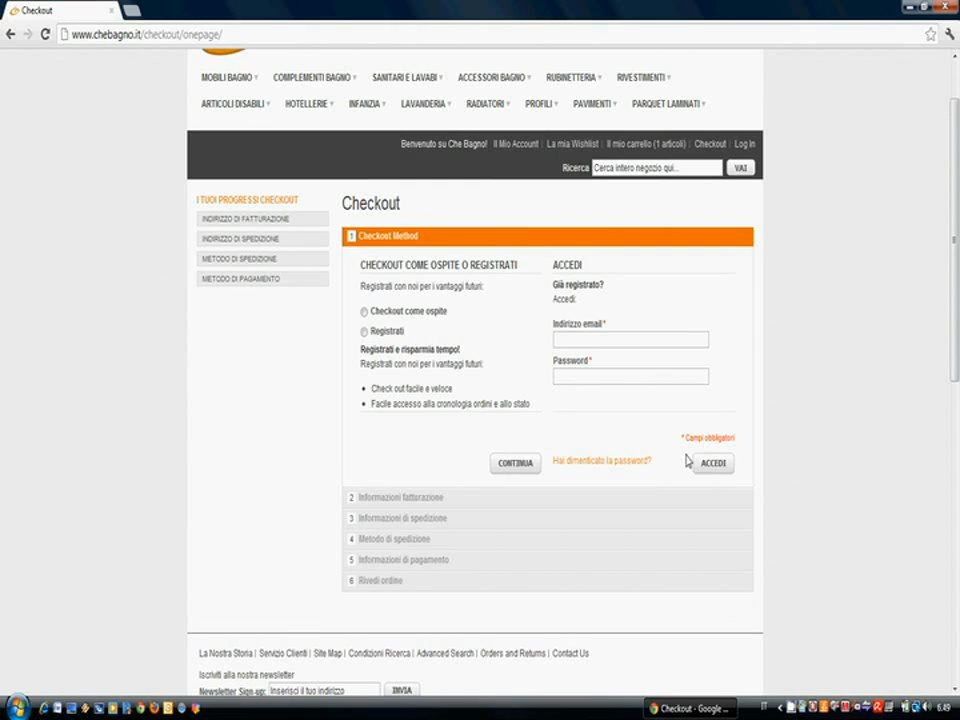 Checkout
www.chebagno.it/checkout/onepage/
MOBILI BAGNO COMPLEMENTI BAGNO SANITARI E LAVABI ACCESSORI BAGNO RUBINETTERIA RIVESTIMENTI
ARTICOLI DISABILI HOTELLERIE INFANZIA LAVANDERIA RADIATORI PROFILI PAVIMENTI PARQUET LAMINATI
Benvenuto su Che Bagno! Il Mio Account La mia Wishlist Il mio carrello (1 articoli) Checkout Log In
Ricerca Cerca intero negozio qui... VAI
I TUOI PROGRESSI CHECKOUT
INDIRIZZO DI FATTURAZIONE
INDIRIZZO DI SPEDIZIONE
METODO DI SPEDIZIONE
METODO DI PAGAMENTO
Checkout
1 Checkout Method
CHECKOUT COME OSPITE O REGISTRATI
Registrati con noi per i vantaggi futuri:
Checkout come ospite
Registrati
Registrati e risparmia tempo!
Registrati con noi per i vantaggi futuri:
• Check out facile e veloce
• Facile accesso alla cronologia ordini e allo stato
CONTINUA
ACCEDI
Già registrato?
Accedi:
Indirizzo email*
Password*
* Campi obbligatori
Hai dimenticato la password? ACCEDI
2 Informazioni fatturazione
3 Informazioni di spedizione
4 Metodo di spedizione
5 Informazioni di pagamento
6 Rivedi ordine
La Nostra Storia | Servizio Clienti | Site Map | Condizioni Ricerca | Advanced Search | Orders and Returns | Contact Us
Iscriviti alla nostra newsletter
Newsletter Sign-up: Inserisci il tuo indirizzo INVIA
Checkout - Google ... IT 6.49